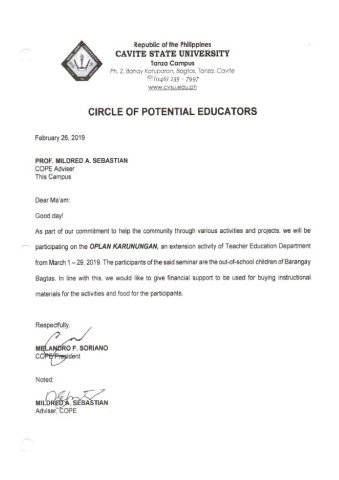 Republic of the Philippines
CAVITE STATE UNIVERSITY
Tanza Campus
Ph. 2, Bahay Katuparan, Bagtas, Tanza, Cavite
(046) 235 - 7997
www.cvsu.edu.ph
CIRCLE OF POTENTIAL EDUCATORS
February 26, 2019
PROF. MILDRED A. SEBASTIAN
COPE Adviser
This Campus
Dear Ma'am:
Good day!
As part of our commitment to help the community through various activities and projects, we will be
participating on the OPLAN KARUNUNGAN, an extension activity of Teacher Education Department
from March 1 – 29, 2019. The participants of the said seminar are the out-of-school children of Barangay
Bagtas. In line with this, we would like to give financial support to be used for buying instructional
materials for the activities and food for the participants.
Respectfully,
MELANDRO F. SORIANO
COPE President
Noted:
MILDRED A. SEBASTIAN
Adviser, COPE